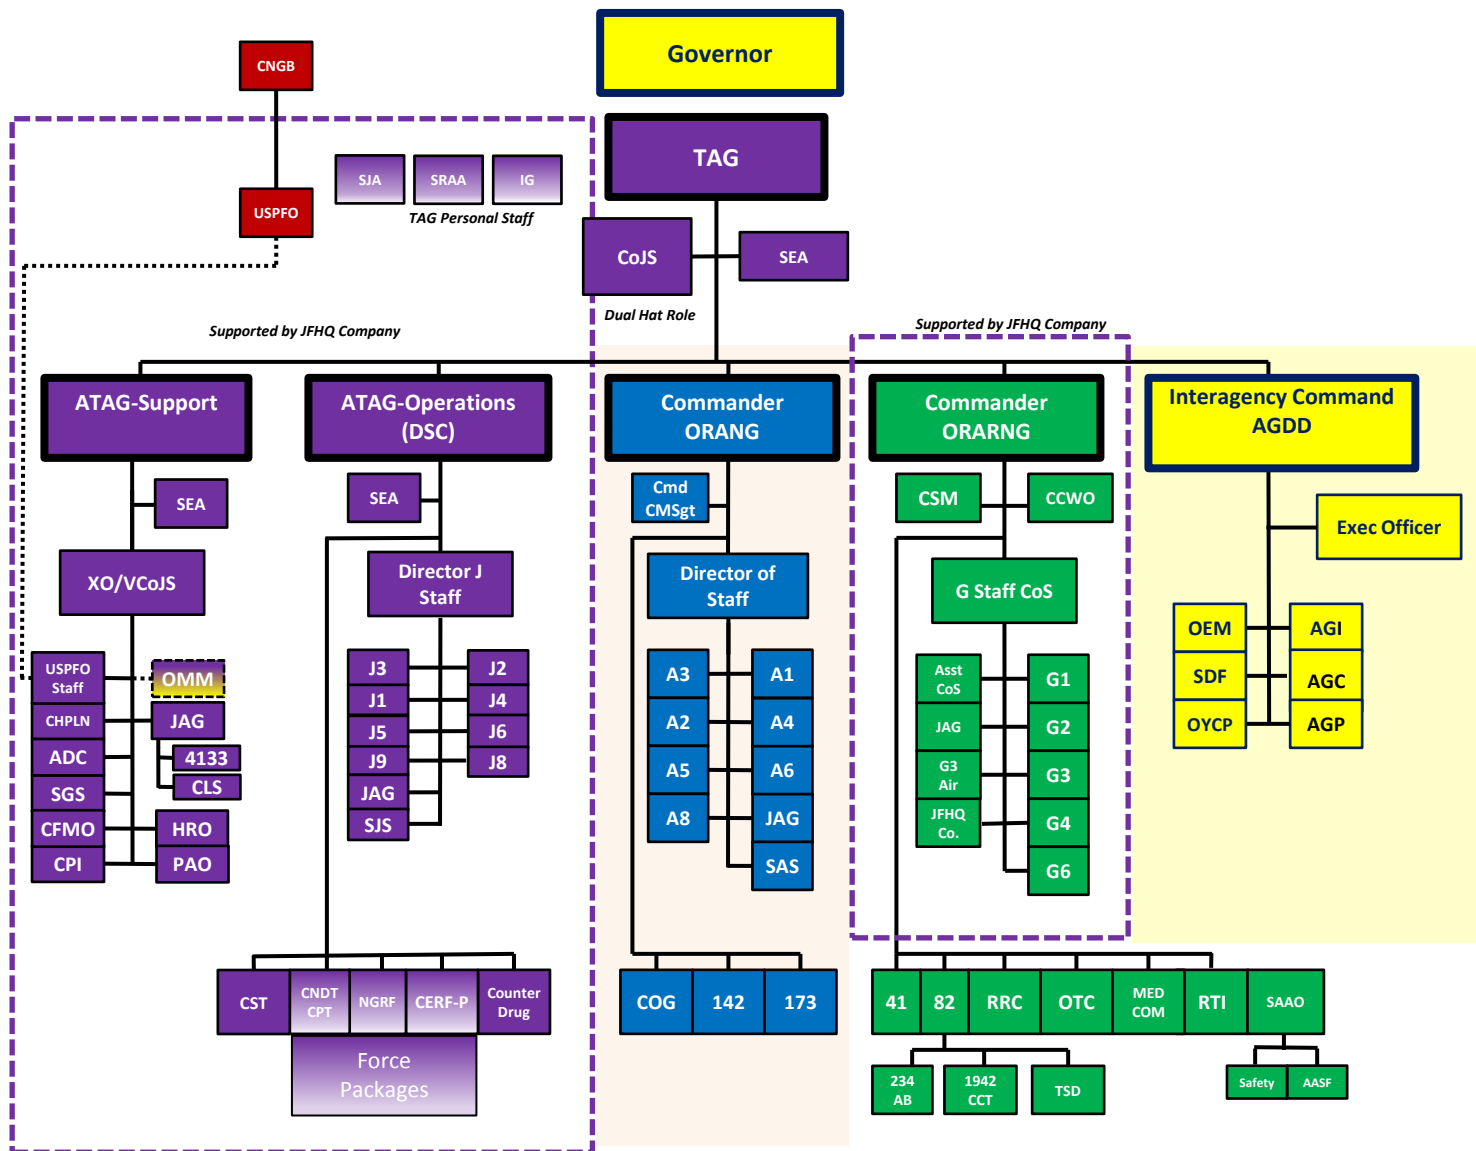 Governor
CNGB
TAG
SJA
SRAA
IG
TAG Personal Staff
USPFO
CoJS
SEA
Dual Hat Role
Supported by JFHQ Company
Supported by JFHQ Company
ATAG-Support
ATAG-Operations
(DSC)
Commander
ORANG
Commander
ORARNG
Interagency Command
AGDD
SEA
XO/VCoJS
USPFO
Staff
OMM
CHPLN
JAG
ADC
4133
SGS
CLS
CFMO
HRO
CPI
PAO
SEA
Director J
Staff
J3
J2
J1
J4
J5
J6
J9
J8
JAG
SJS
CST
CNDT
CPT
NGRF
CERF-P
Counter
Drug
Force
Packages
Cmd
CMSgt
Director of
Staff
A3
A1
A2
A4
A5
A6
A8
JAG
SAS
COG
142
173
CSM
CCWO
G Staff CoS
Asst
CoS
G1
JAG
G2
G3
Air
G3
JFHQ
Co.
G4
G6
41
82
RRC
OTC
MED
COM
RTI
SAAO
234
AB
1942
CCT
TSD
Safety
AASF
Exec Officer
OEM
AGI
SDF
AGC
OYCP
AGP